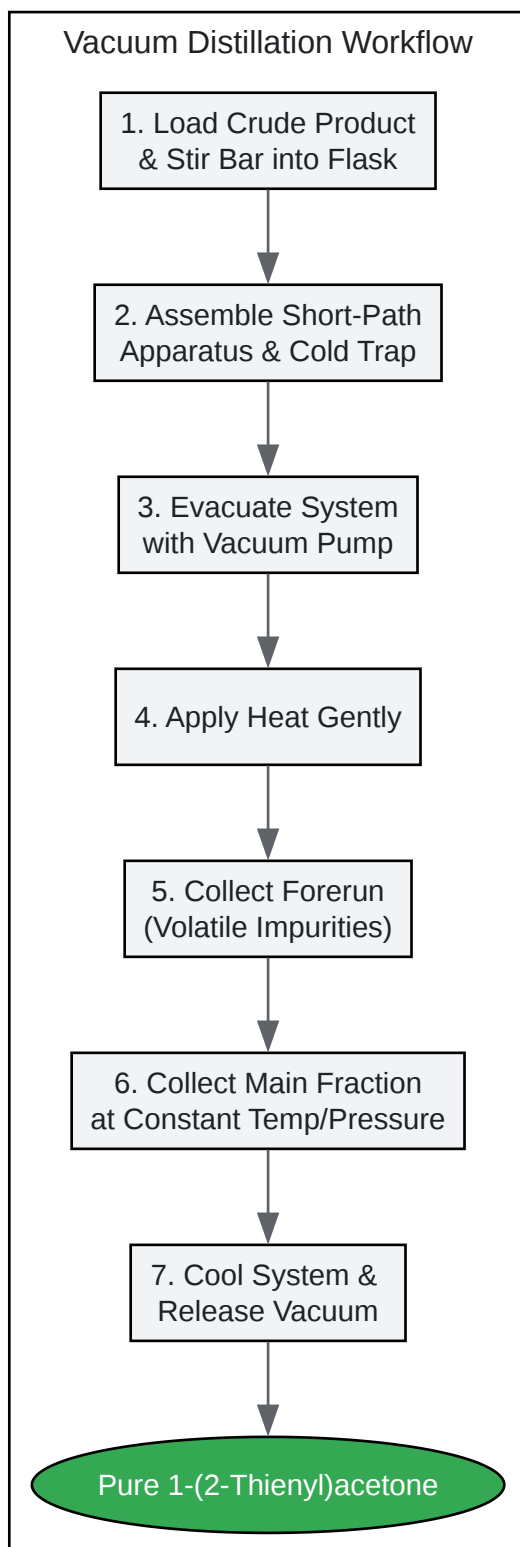 Vacuum Distillation Workflow
1. Load Crude Product
& Stir Bar into Flask
2. Assemble Short-Path
Apparatus & Cold Trap
3. Evacuate System
with Vacuum Pump
4. Apply Heat Gently
5. Collect Forerun
(Volatile Impurities)
6. Collect Main Fraction
at Constant Temp/Pressure
7. Cool System &
Release Vacuum
Pure 1-(2-Thienyl)acetone